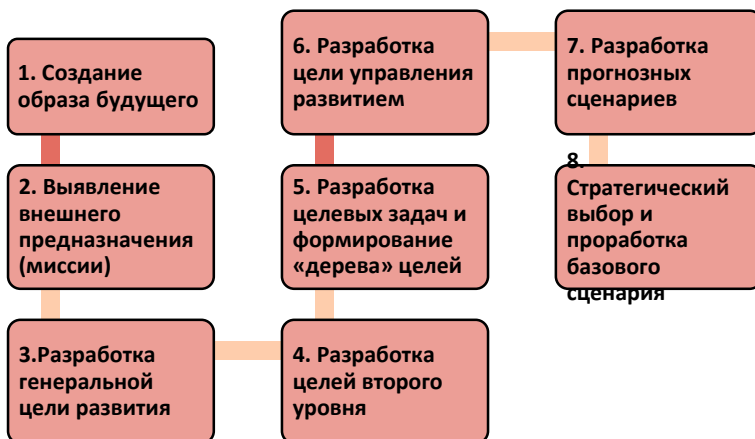 1. Создание
образа будущего
2. Выявление
внешнего
предназначения
(миссии)
3.Разработка
генеральной
цели развития
4. Разработка
целей второго
уровня
5. Разработка
целевых задач и
формирование
«дерева» целей
6. Разработка
цели управления
развитием
7. Разработка
прогнозных
сценариев
8.
Стратегический
выбор и
проработка
базового
сценария